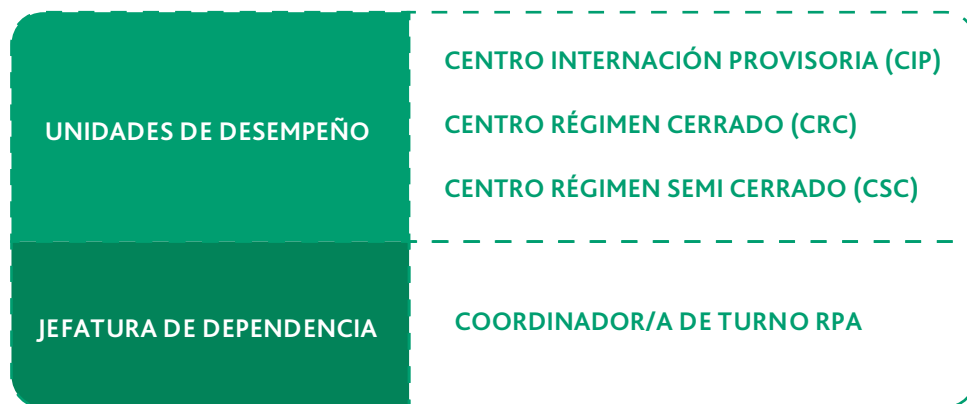 UNIDADES DE DESEMPEÑO
CENTRO INTERNACIÓN PROVISORIA (CIP)
CENTRO RÉGIMEN CERRADO (CRC)
CENTRO RÉGIMEN SEMI CERRADO (CSC)
JEFATURA DE DEPENDENCIA
COORDINADOR/A DE TURNO RPA